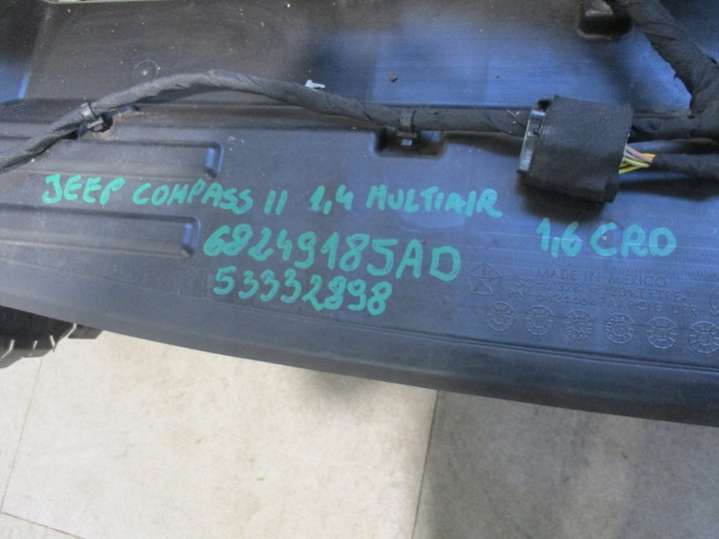 JEEP COMPASS II 1,4 MULTIAIR
1,6 CRD
68249185AD
53332898
MADE IN MEXICO